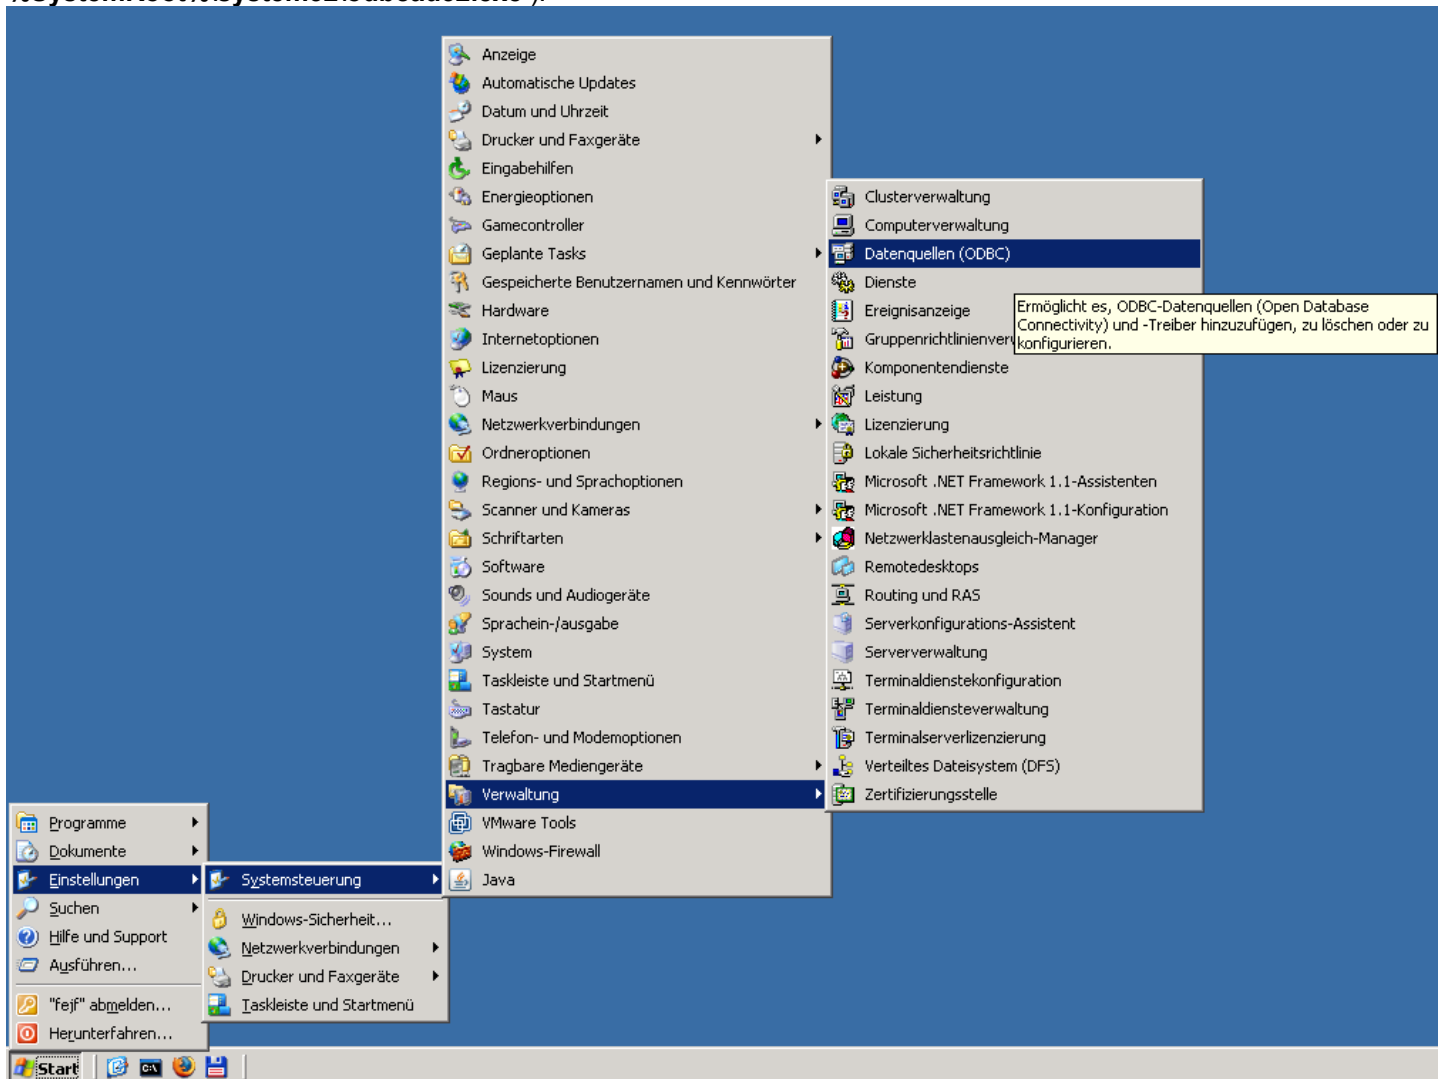 Anzeige
Automatische Updates
Datum und Uhrzeit
Drucker und Faxgeräte
Eingabehilfen
Energieoptionen
Gamecontroller
Geplante Tasks
Gespeicherte Benutzernamen und Kennwörter
Hardware
Internetoptionen
Lizenzierung
Maus
Netzwerkverbindungen
Ordneroptionen
Regions- und Sprachoptionen
Scanner und Kameras
Schriftarten
Software
Sounds und Audiogeräte
Sprachein-/ausgabe
System
Taskleiste und Startmenü
Tastatur
Telefon- und Modemoptionen
Tragbare Mediengeräte
Verwaltung
VMware Tools
Windows-Firewall
Java
Clusterverwaltung
Computerverwaltung
Datenquellen (ODBC)
Dienste
Ereignisanzeige
Komponentendienste
Leistung
Lizenzierung
Lokale Sicherheitsrichtlinie
Microsoft .NET Framework 1.1-Assistenten
Microsoft .NET Framework 1.1-Konfiguration
Netzwerklastenausgleich-Manager
Remotedesktops
Routing und RAS
Serverkonfigurations-Assistent
Serververwaltung
Terminaldienstekonfiguration
Terminaldiensteverwaltung
Terminalserverlizenzierung
Verteiltes Dateisystem (DFS)
Zertifizierungsstelle
Ermöglicht es, ODBC-Datenquellen (Open Database
Connectivity) und -Treiber hinzuzufügen, zu löschen oder zu
konfigurieren.
Programme
Dokumente
Einstellungen
Suchen
Hilfe und Support
Ausführen...
"fejf" abmelden...
Herunterfahren...
Systemsteuerung
Windows-Sicherheit...
Netzwerkverbindungen
Drucker und Faxgeräte
Taskleiste und Startmenü
Start